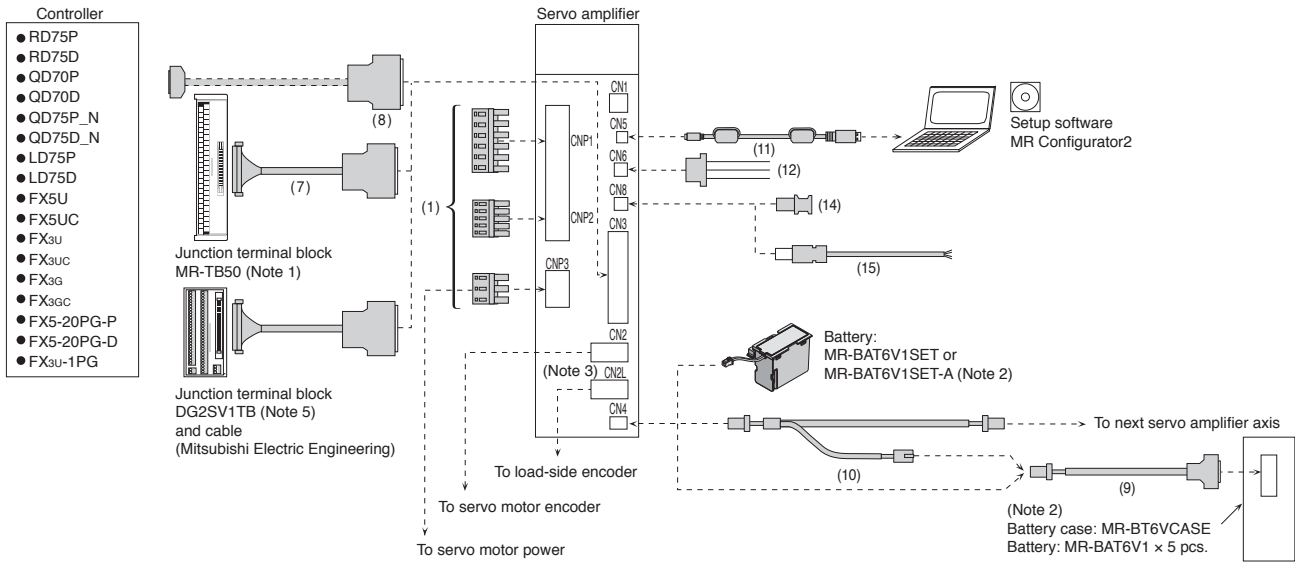 Controller
● RD75P
● RD75D
● QD70P
● QD70D
● QD75P_N
● QD75D_N
● LD75P
● LD75D
● FX5U
● FX5UC
● FX3U
● FX3UC
● FX3G
● FX3GC
● FX5-20PG-P
● FX5-20PG-D
● FX3U-1PG
(8)
(7)
Junction terminal block
MR-TB50 (Note 1)
Junction terminal block
DG2SV1TB (Note 5)
and cable
(Mitsubishi Electric Engineering)
(1)
Servo amplifier
CN1
CN5
CNP1
CN6
CN8
CNP2
CN3
CNP3
CN2
(Note 3)
CN2L
CN4
To load-side encoder
To servo motor encoder
To servo motor power
(11)
Setup software
MR Configurator2
(12)
(14)
(15)
Battery:
MR-BAT6V1SET or
MR-BAT6V1SET-A (Note 2)
To next servo amplifier axis
(10)
(9)
(Note 2)
Battery case: MR-BT6VCASE
Battery: MR-BAT6V1 × 5 pcs.